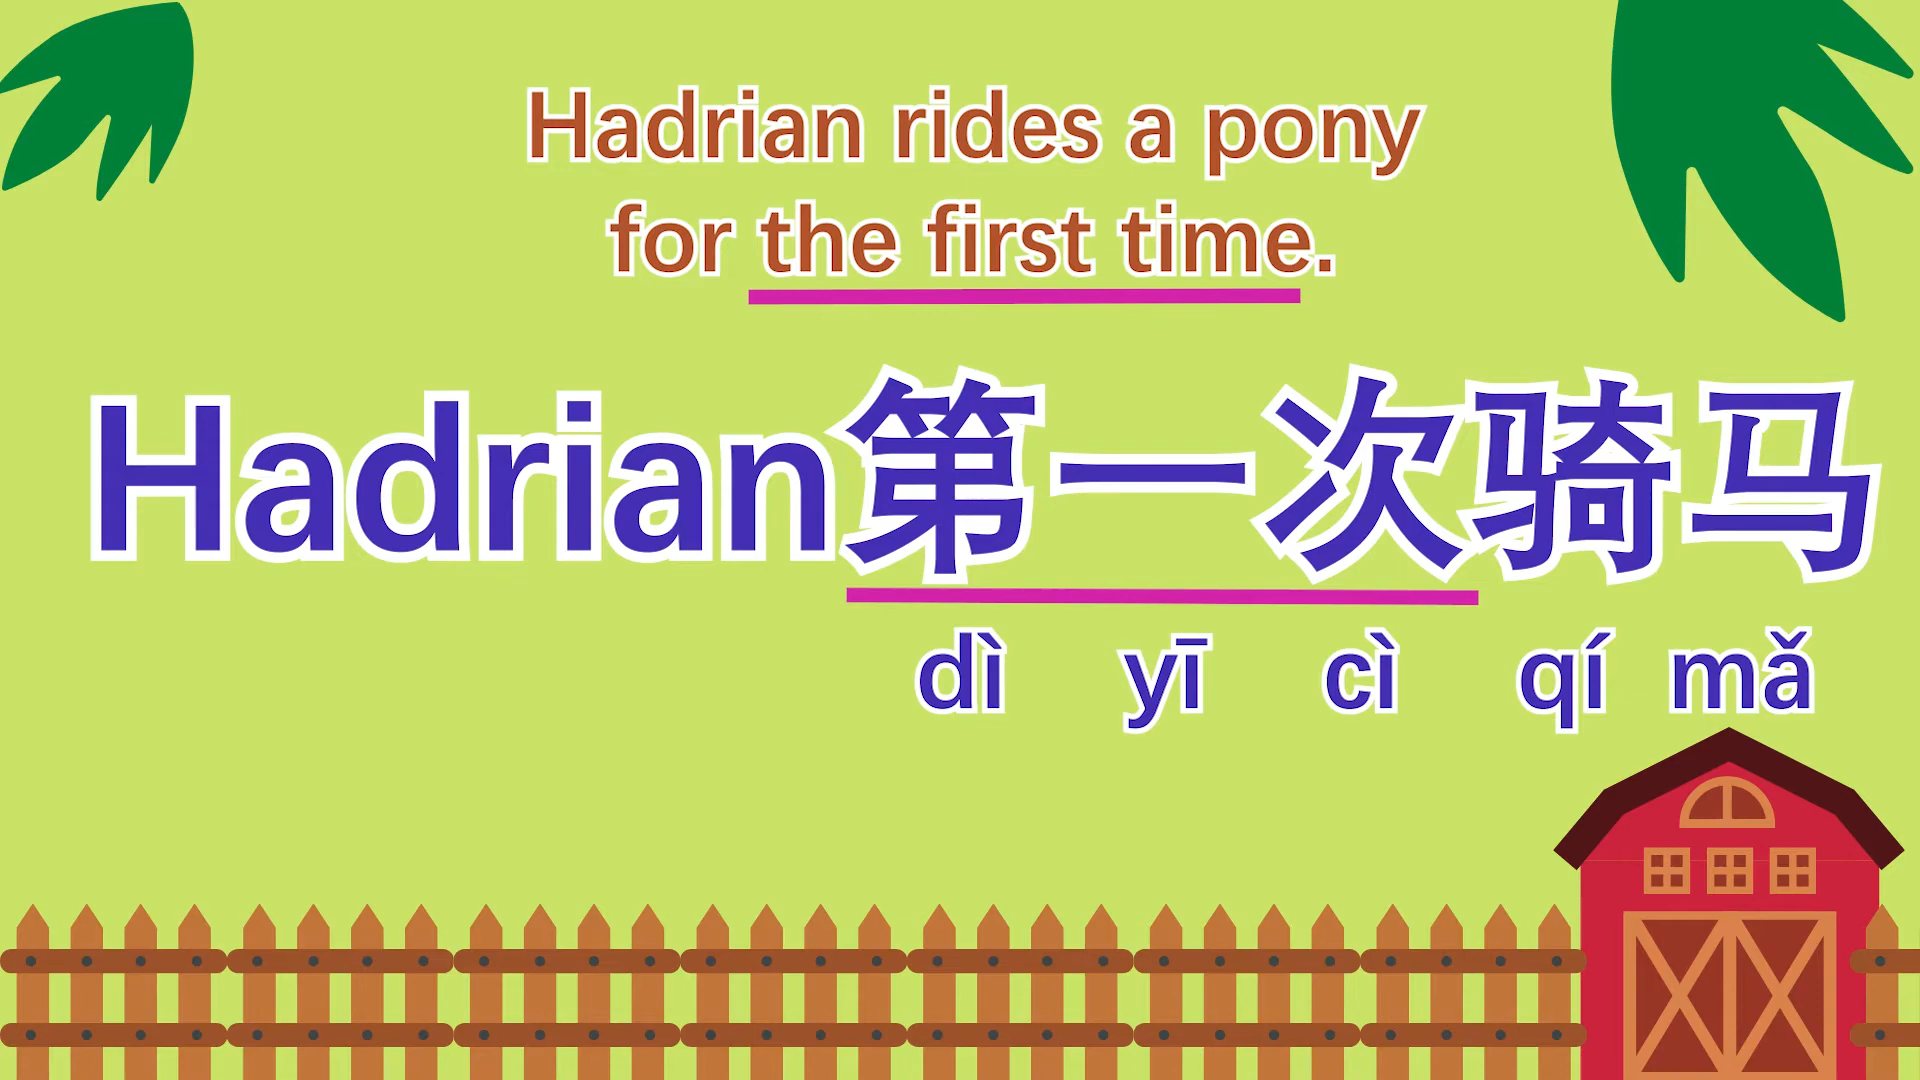 Hadrian rides a pony
for the first time.
Hadrian第一次骑马
dì yī cì qí mǎ